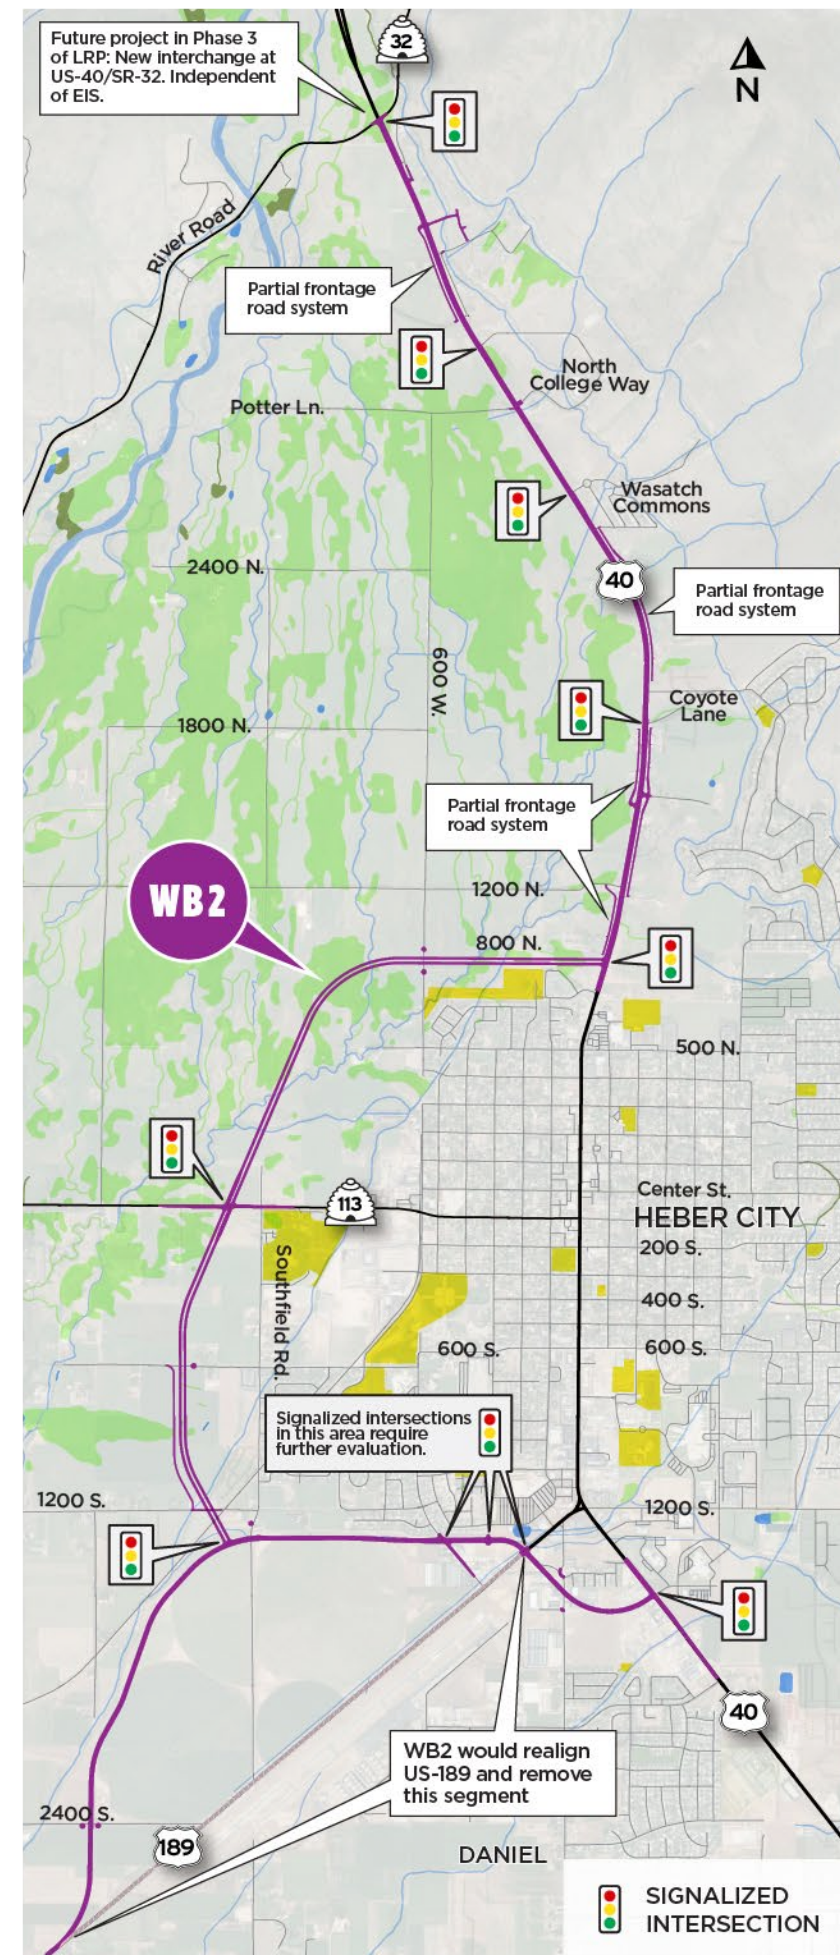 Future project in Phase 3
of LRP: New interchange at
US-40/SR-32. Independent
of EIS.
32
N
River Road
Partial frontage
road system
North
College Way
Potter Ln.
Wasatch
Commons
2400 N.
40
Partial frontage
road system
600 W.
Coyote
Lane
1800 N.
Partial frontage
road system
WB2
1200 N.
800 N.
500 N.
Center St.
HEBER CITY
113
200 S.
Southfield Rd.
400 S.
600 S.
600 S.
Signalized intersections
in this area require
further evaluation.
1200 S.
1200 S.
40
WB2 would realign
US-189 and remove
this segment
2400 S.
189
DANIEL
SIGNALIZED
INTERSECTION